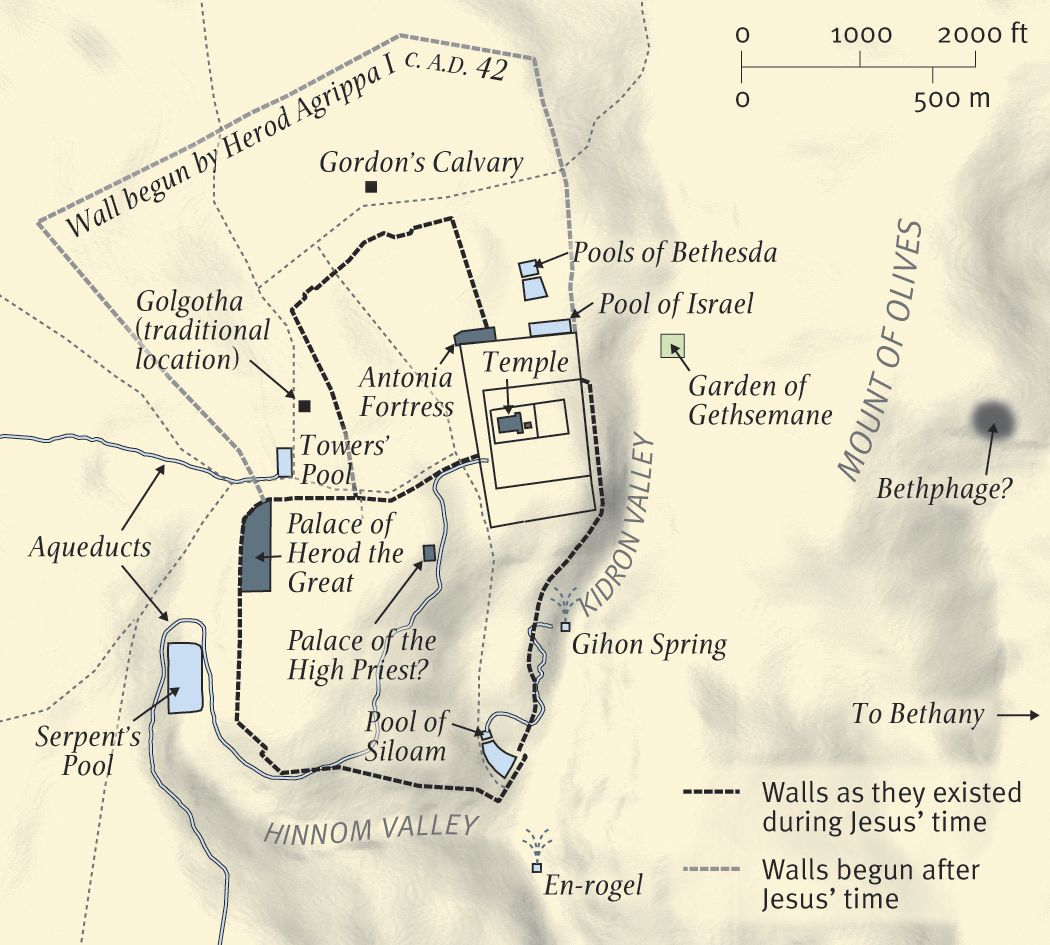 0 1000 2000 ft
0 500 m
Wall begun by Herod Agrippa I C. A.D. 42
Gordon's Calvary
Pools of Bethesda
Golgotha
(traditional
location)
Pool of Israel
Antonia
Fortress
Temple
Garden of
Gethsemane
MOUNT OF OLIVES
Towers'
Pool
KIDRON VALLEY
Bethphage?
Aqueducts
Palace of
Herod the
Great
Palace of the
High Priest?
Gihon Spring
Serpent's
Pool
Pool of
Siloam
To Bethany
HINNOM VALLEY
En-rogel
Walls as they existed
during Jesus' time
Walls begun after
Jesus' time